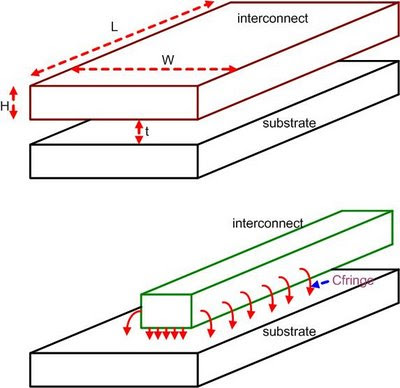 interconnect
L
W
H
t
substrate
interconnect
Cfringe
substrate